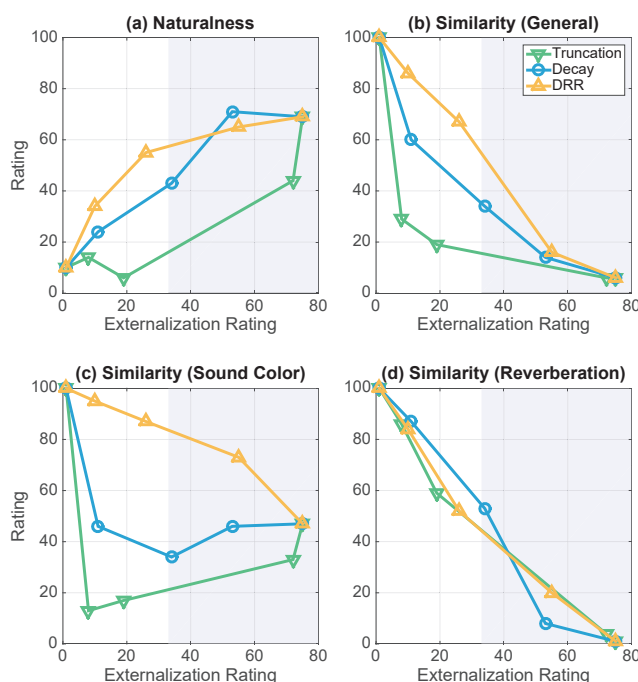 (a) Naturalness
100
80
60
40
20
0
Rating
0 20 40 60 80
Externalization Rating
(b) Similarity (General)
Truncation
Decay
DRR
100
80
60
40
20
0
0 20 40 60 80
Externalization Rating
(c) Similarity (Sound Color)
100
80
60
40
20
0
Rating
0 20 40 60 80
Externalization Rating
(d) Similarity (Reverberation)
100
80
60
40
20
0
0 20 40 60 80
Externalization Rating